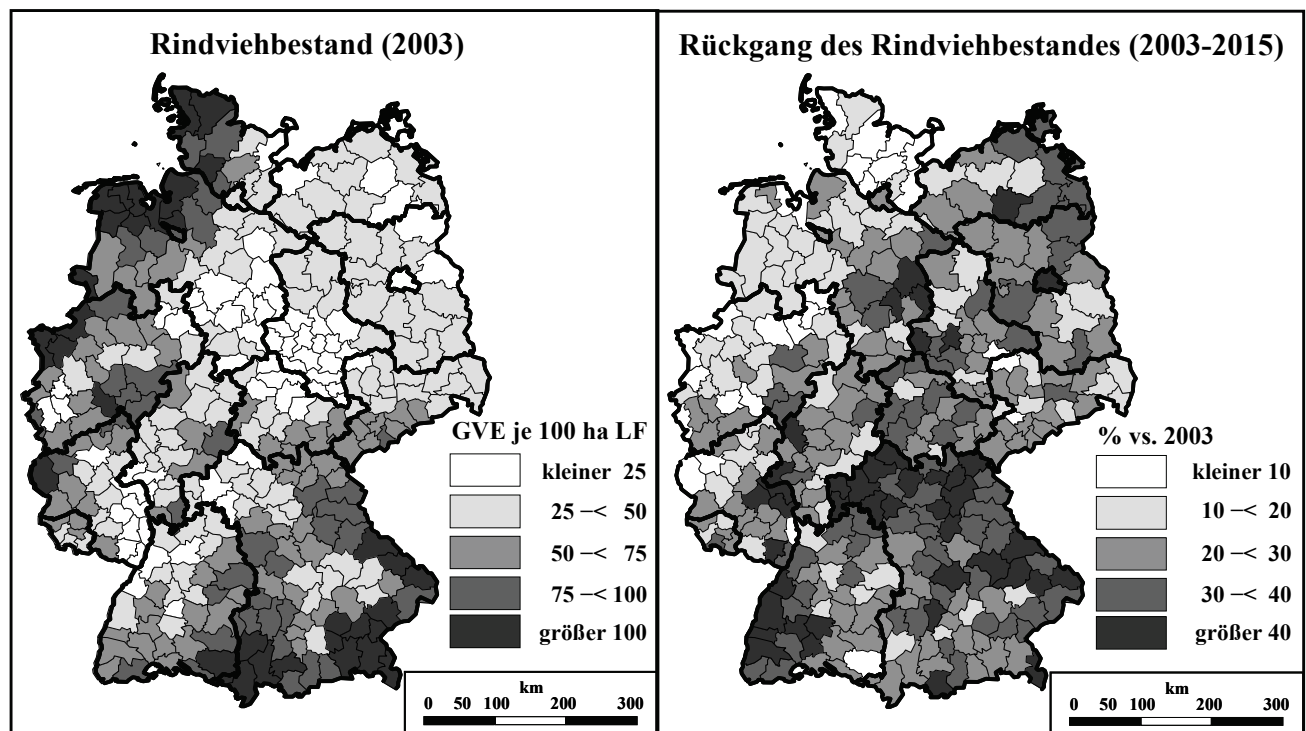 Rindviehbestand (2003)
GVE je 100 ha LF
kleiner 25
25 –< 50
50 –< 75
75 –< 100
größer 100
km
0 50 100 200 300
Rückgang des Rindviehbestandes (2003-2015)
% vs. 2003
kleiner 10
10 –< 20
20 –< 30
30 –< 40
größer 40
km
0 50 100 200 300